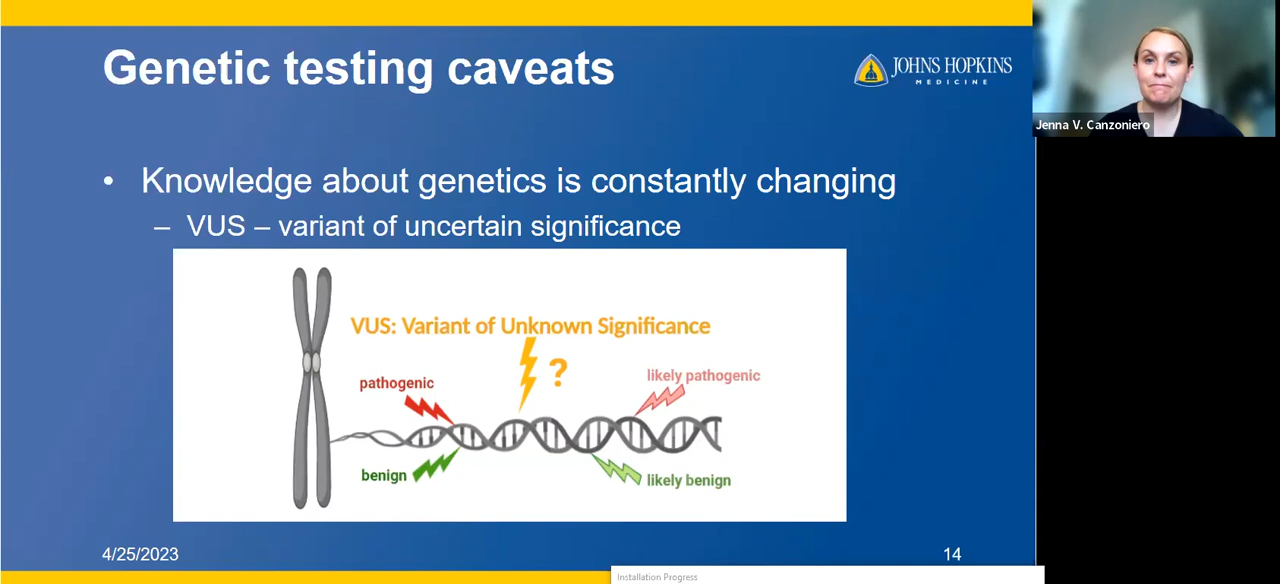 Genetic testing caveats
JOHNS HOPKINS
MEDICINE
Jenna V. Canzoniero
• Knowledge about genetics is constantly changing
– VUS – variant of uncertain significance
VUS: Variant of Unknown Significance
?
likely pathogenic
pathogenic
benign
likely benign
4/25/2023
14
Installation Progress